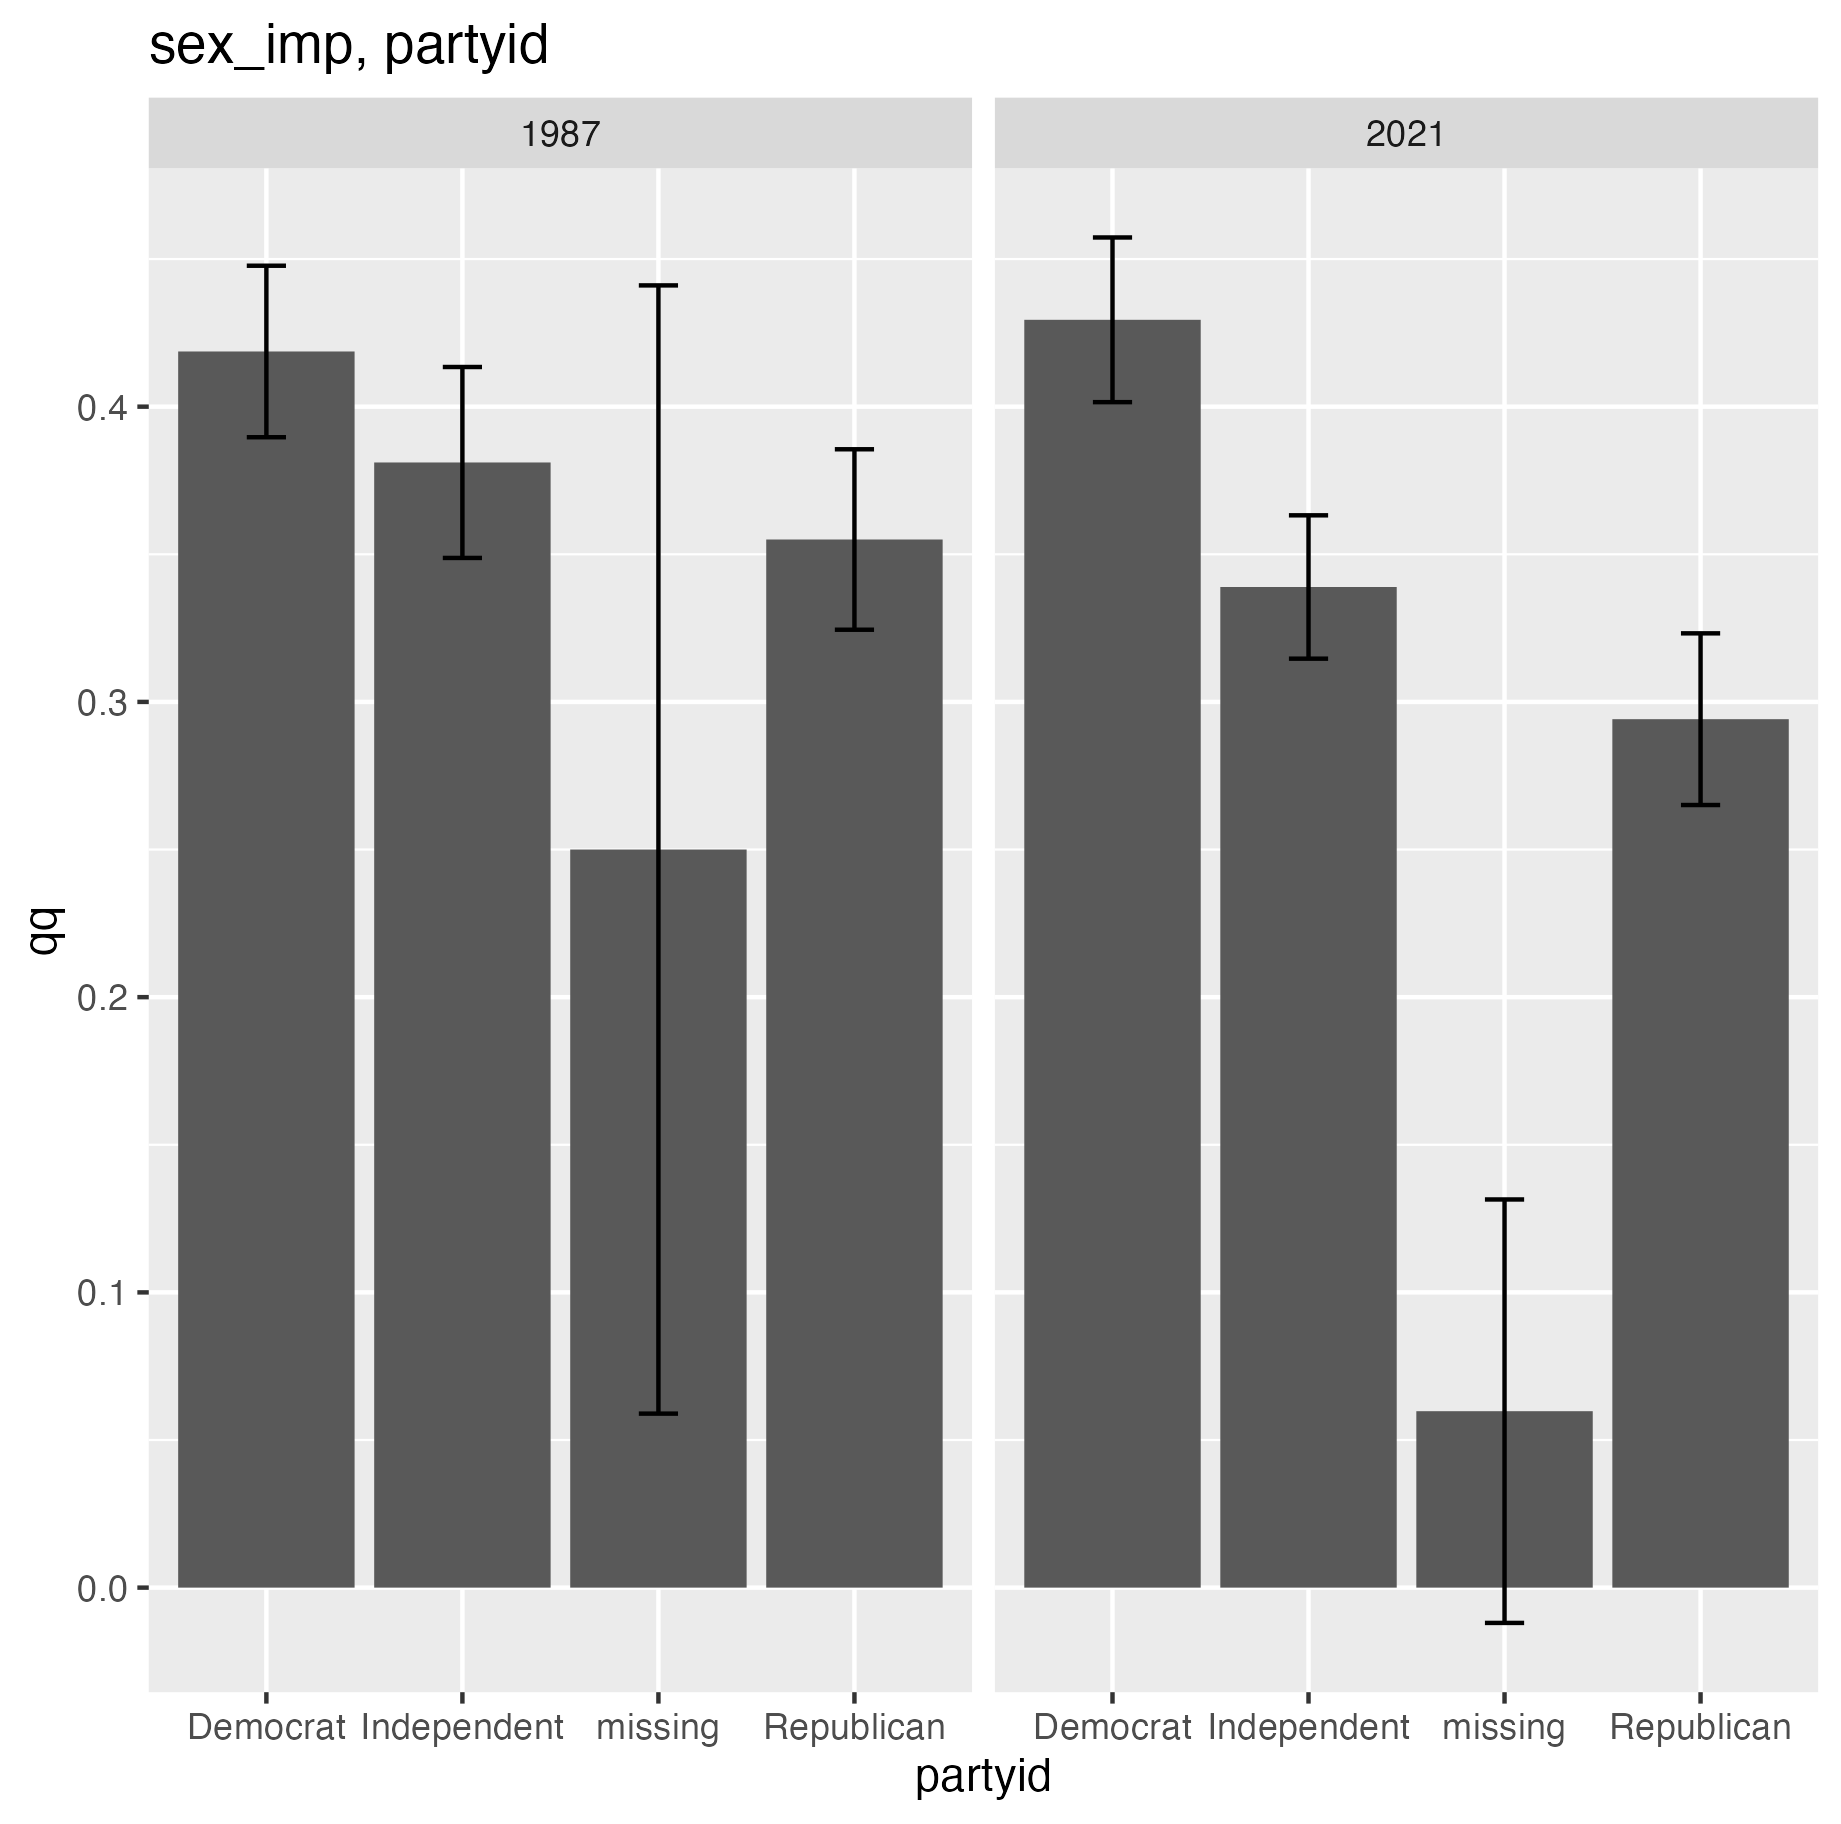 sex_imp, partyid
1987
2021
qq
0.4
0.3
0.2
0.1
0.0
Democrat Independent missing Republican
Democrat Independent missing Republican
partyid